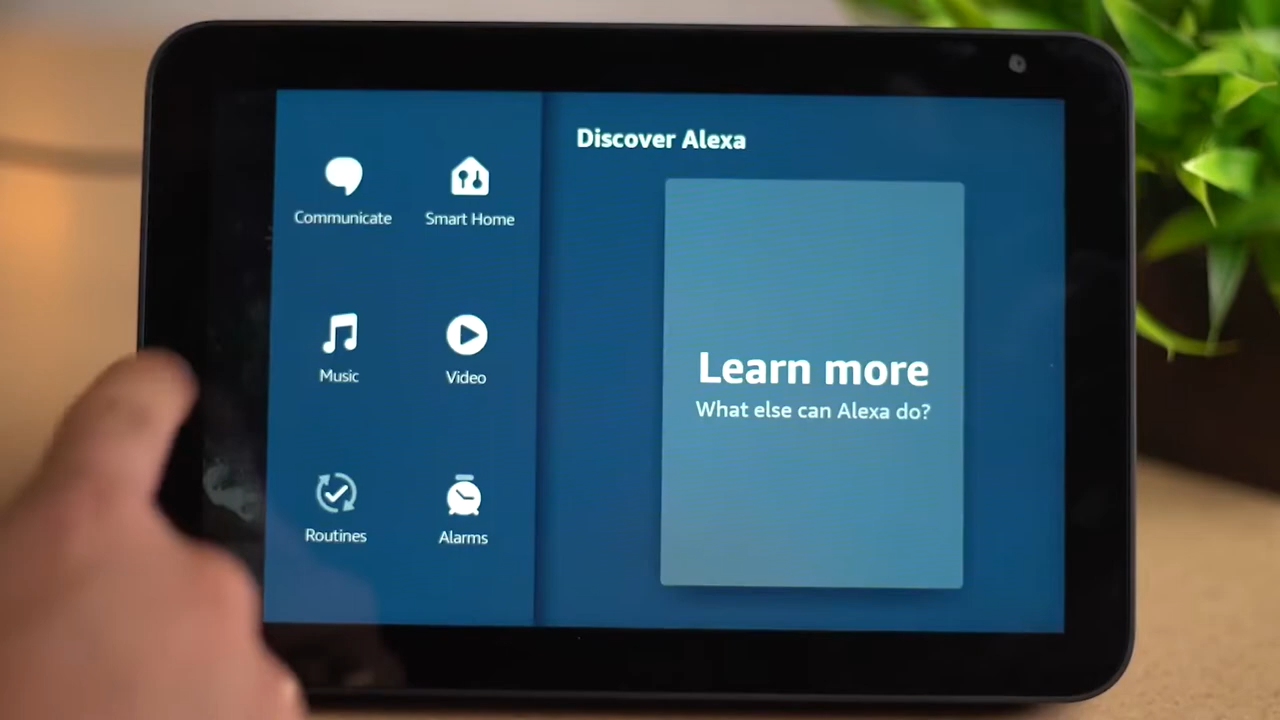 Discover Alexa
Communicate
Smart Home
Music
Video
Routines
Alarms
Learn more
What else can Alexa do?